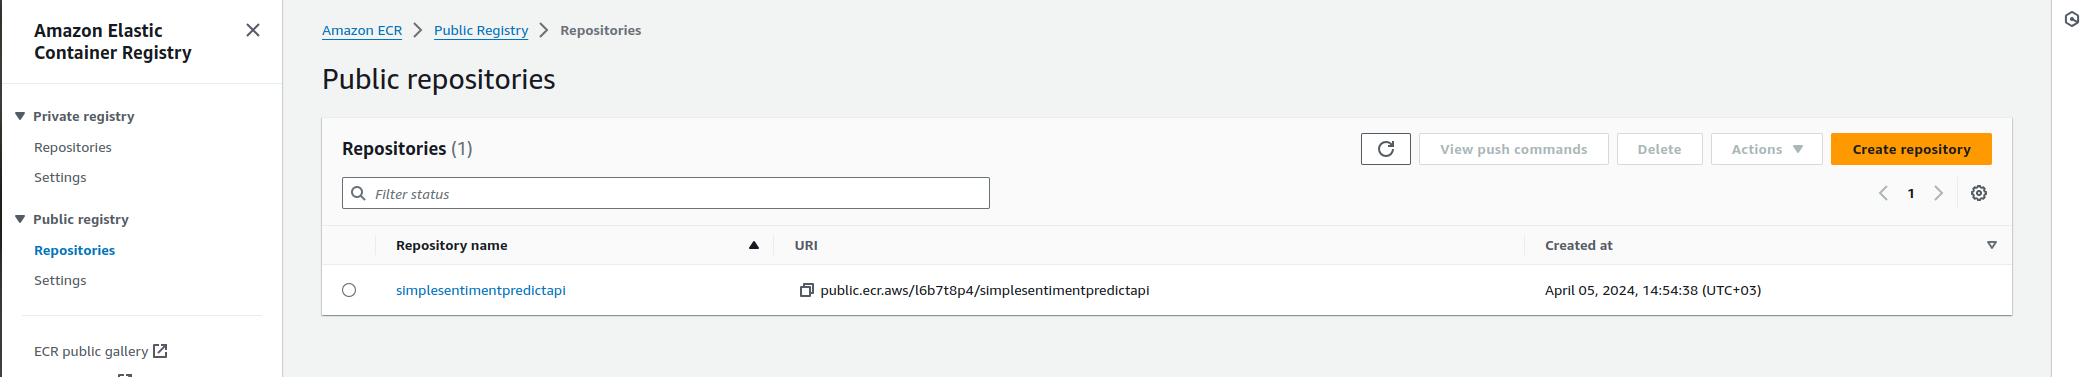 Amazon Elastic
Container Registry
Private registry
Repositories
Settings
Public registry
Repositories
Settings
ECR public gallery
Amazon ECR Public Registry Repositories
Public repositories
Repositories (1)
View push commands Delete Actions Create repository
Filter status
1
Repository name URI Created at
simplesentimentpredictapi public.ecr.aws/l6b7t8p4/simplesentimentpredictapi April 05, 2024, 14:54:38 (UTC+03)